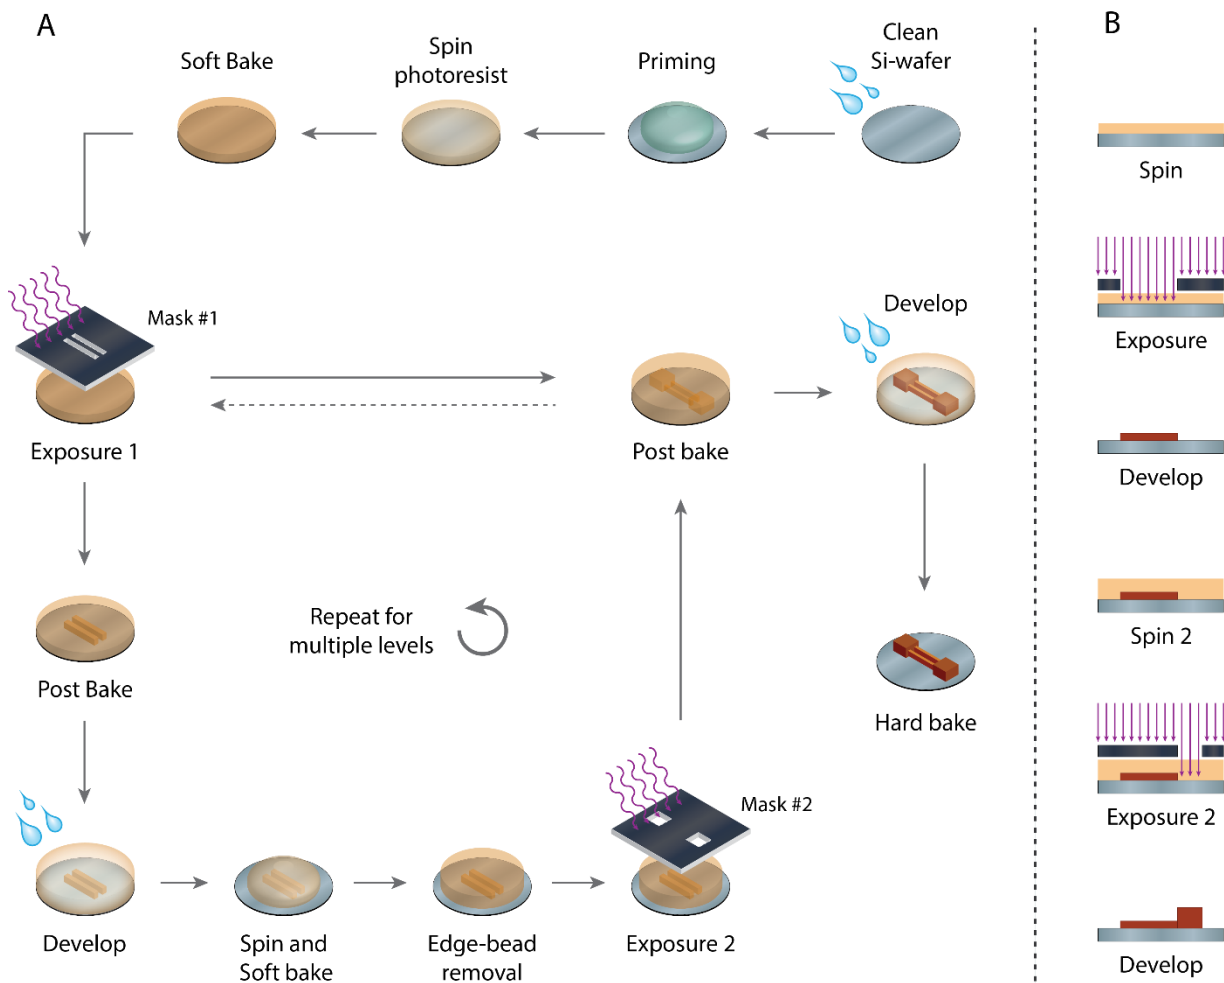 A
Soft Bake
Spin
photoresist
Priming
Clean
Si-wafer
Mask #1
Exposure 1
Post bake
Develop
Post Bake
Repeat for
multiple levels
Hard bake
Develop
Spin and
Soft bake
Edge-bead
removal
Mask #2
Exposure 2
B
Spin
Exposure
Develop
Spin 2
Exposure 2
Develop